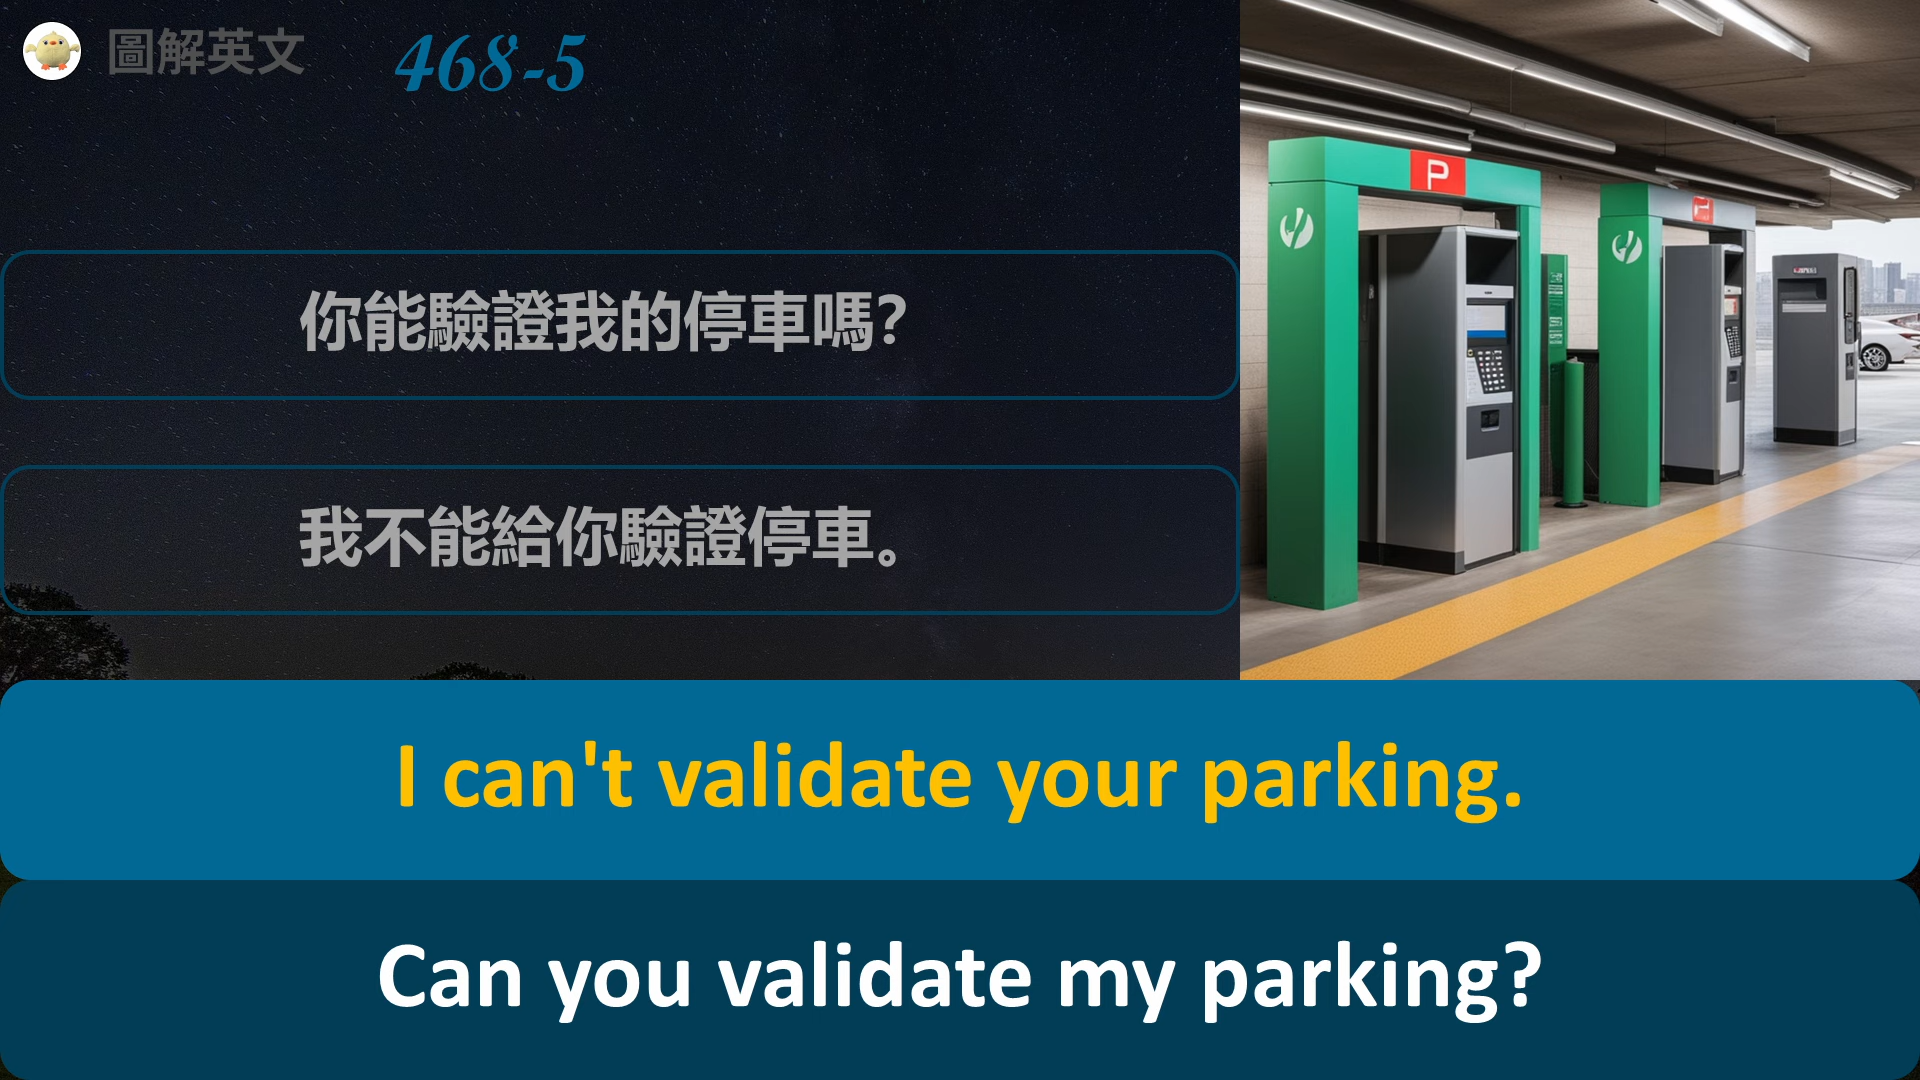 圖解英文
468-5
P
你能驗證我的停車嗎?
我不能給你驗證停車。
I can't validate your parking.
Can you validate my parking?